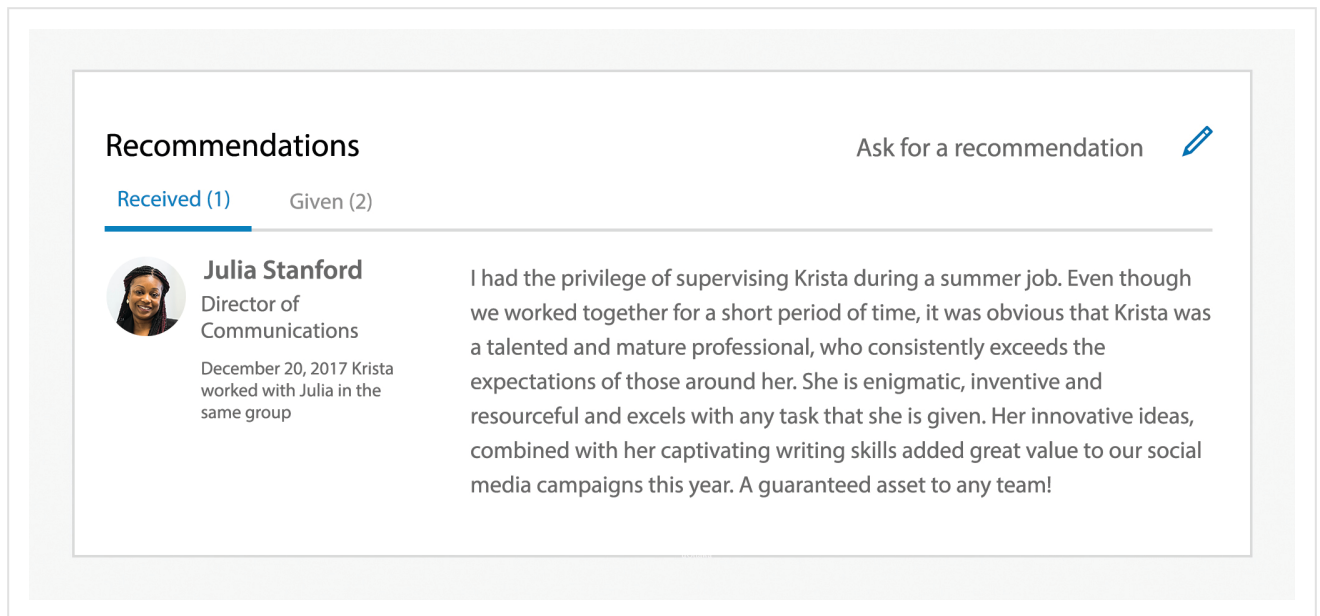 Recommendations
Ask for a recommendation
Received (1)
Given (2)
Julia Stanford
Director of
Communications
December 20, 2017 Krista
worked with Julia in the
same group
I had the privilege of supervising Krista during a summer job. Even though
we worked together for a short period of time, it was obvious that Krista was
a talented and mature professional, who consistently exceeds the
expectations of those around her. She is enigmatic, inventive and
resourceful and excels with any task that she is given. Her innovative ideas,
combined with her captivating writing skills added great value to our social
media campaigns this year. A guaranteed asset to any team!